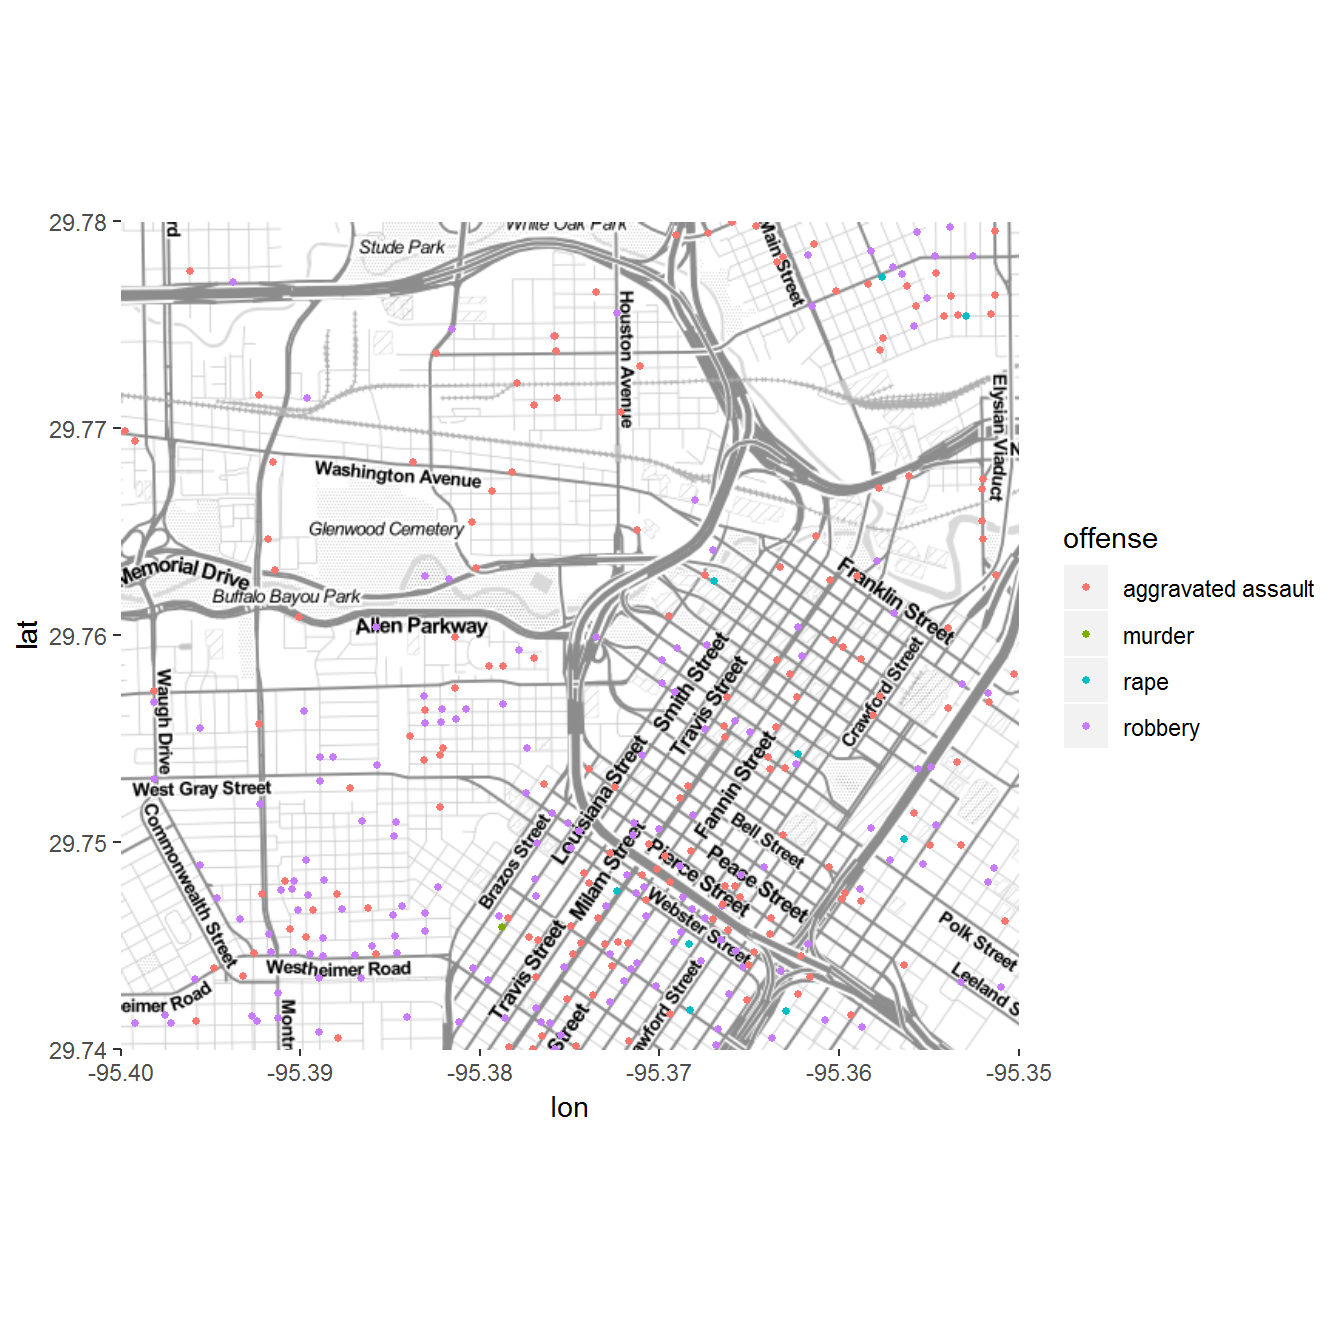 29.78
29.77
29.76
29.75
29.74
lat
-95.40
-95.39
-95.38
-95.37
-95.36
-95.35
lon
rd
Stude Park
White Oak Park
Main Street
Houston Avenue
Elysian Viaduct
N
Washington Avenue
Glenwood Cemetery
Memorial Drive
Buffalo Bayou Park
Allen Parkway
Franklin Street
Crawford Street
Smith Street
Travis Street
Waugh Drive
West Gray Street
Commonwealth Street
Louisiana Street
Fannin Street
Brazos Street
Milam Street
Bell Street
Pease Street
Pierce Street
Webster Street
Polk Street
Leeland S
Travis Street
Westheimer Road
eimer Road
Montr
Street
wford Street
offense
aggravated assault
murder
rape
robbery